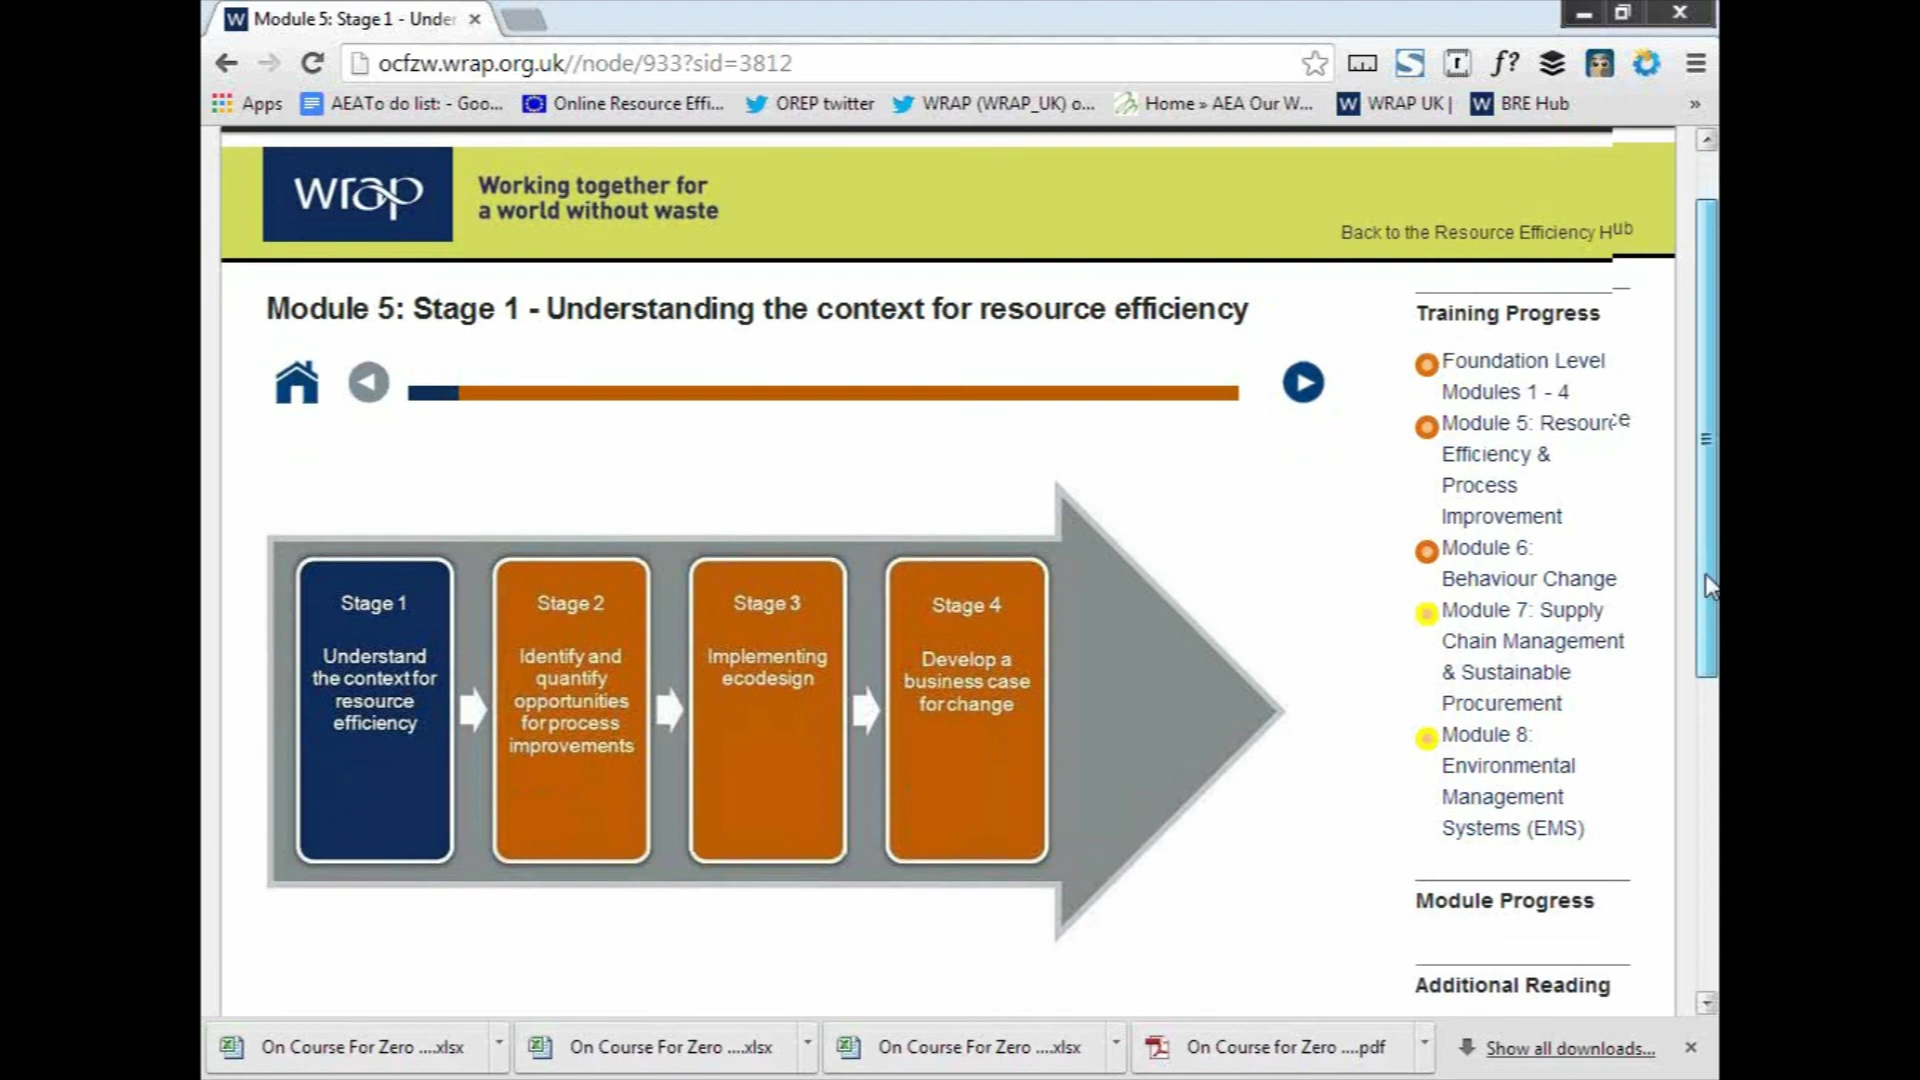 Module 5: Stage 1 - Under
ocfzw.wrap.org.uk//node/933?sid=3812
f?
Apps
AEATo do list: - Goo...
Online Resource Effi...
OREP twitter
WRAP (WRAP_UK) o...
Home » AEA Our W...
W WRAP UK |
W BRE Hub
»
wrap
Working together for
a world without waste
Back to the Resource Efficiency Hub
Module 5: Stage 1 - Understanding the context for resource efficiency
Stage 1
Understand
the context for
resource
efficiency
Stage 2
Identify and
quantify
opportunities
for process
improvements
Stage 3
Implementing
ecodesign
Stage 4
Develop a
business case
for change
Training Progress
Foundation Level
Modules 1 - 4
Module 5: Resource
Efficiency &
Process
Improvement
Module 6:
Behaviour Change
Module 7: Supply
Chain Management
& Sustainable
Procurement
Module 8:
Environmental
Management
Systems (EMS)
Module Progress
Additional Reading
On Course For Zero ....xlsx
On Course For Zero ....xlsx
On Course For Zero ....xlsx
On Course for Zero ....pdf
Show all downloads...